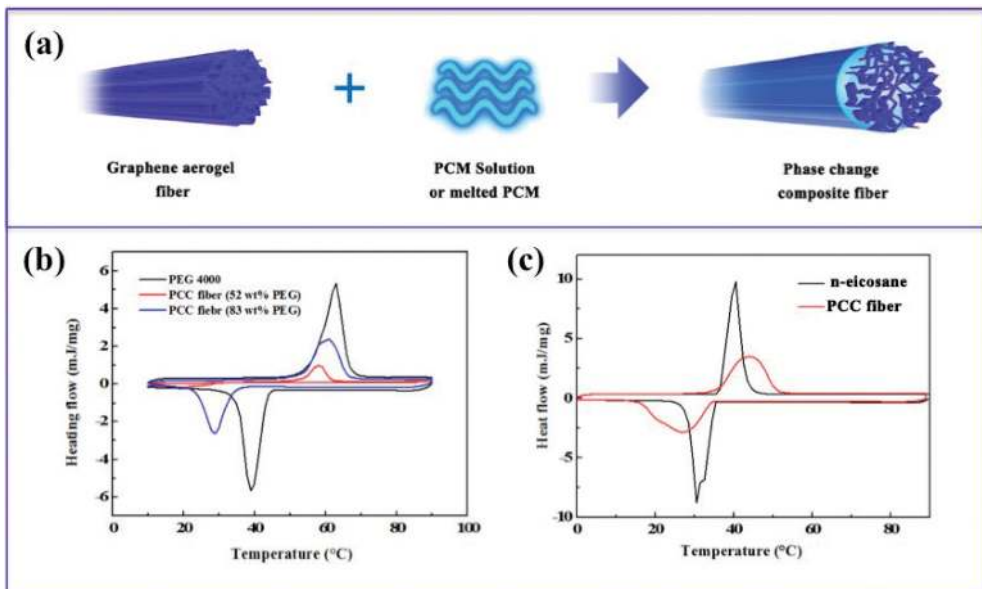 (a)
+
Graphene aerogel
fiber
PCM Solution
or melted PCM
Phase change
composite fiber
(b)
PEG 4000
PCC fiber (52 wt% PEG)
PCC fiebr (83 wt% PEG)
Heating flow (mJ/mg)
6
4
2
0
-2
-4
-6
0
20
40
60
80
100
Temperature (°C)
(c)
n-eicosane
PCC fiber
Heat flow (mJ/mg)
10
5
0
-5
-10
0
20
40
60
80
Temperature (°C)